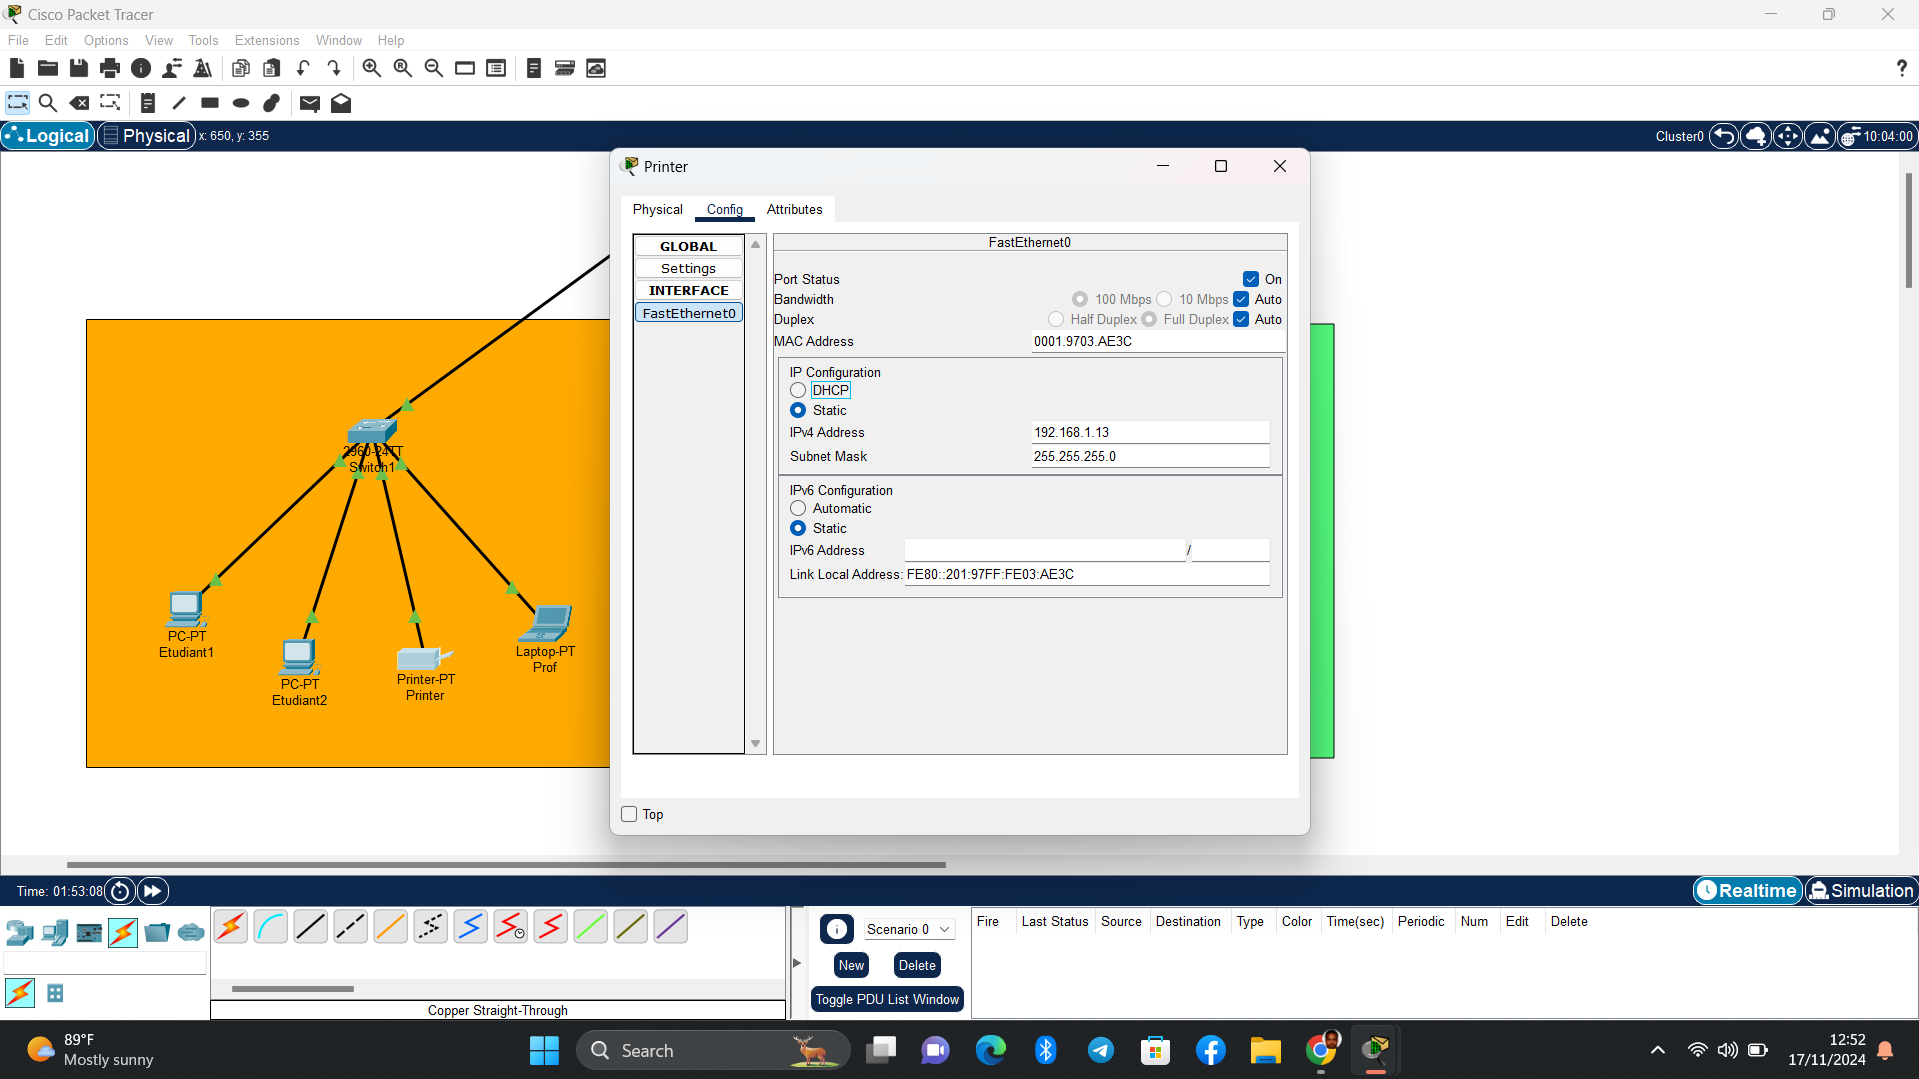 Cisco Packet Tracer
File Edit Options View Tools Extensions Window Help
?
Logical Physical x: 650, y: 355 Cluster0 10:04:00
Printer
Physical Config Attributes
GLOBAL
Settings
INTERFACE
FastEthernet0
FastEthernet0
Port Status On
Bandwidth 100 Mbps 10 Mbps Auto
Duplex Half Duplex Full Duplex Auto
MAC Address 0001.9703.AE3C
IP Configuration
DHCP
Static
IPv4 Address 192.168.1.13
Subnet Mask 255.255.255.0
IPv6 Configuration
Automatic
Static
IPv6 Address /
Link Local Address: FE80::201:97FF:FE03:AE3C
Top
2960-24TT
Switch1
PC-PT
Etudiant1
PC-PT
Etudiant2
Printer-PT
Printer
Laptop-PT
Prof
Time: 01:53:08 Realtime Simulation
Copper Straight-Through
Scenario 0
New Delete
Toggle PDU List Window
Fire Last Status Source Destination Type Color Time(sec) Periodic Num Edit Delete
89°F
Mostly sunny
Search
12:52
17/11/2024